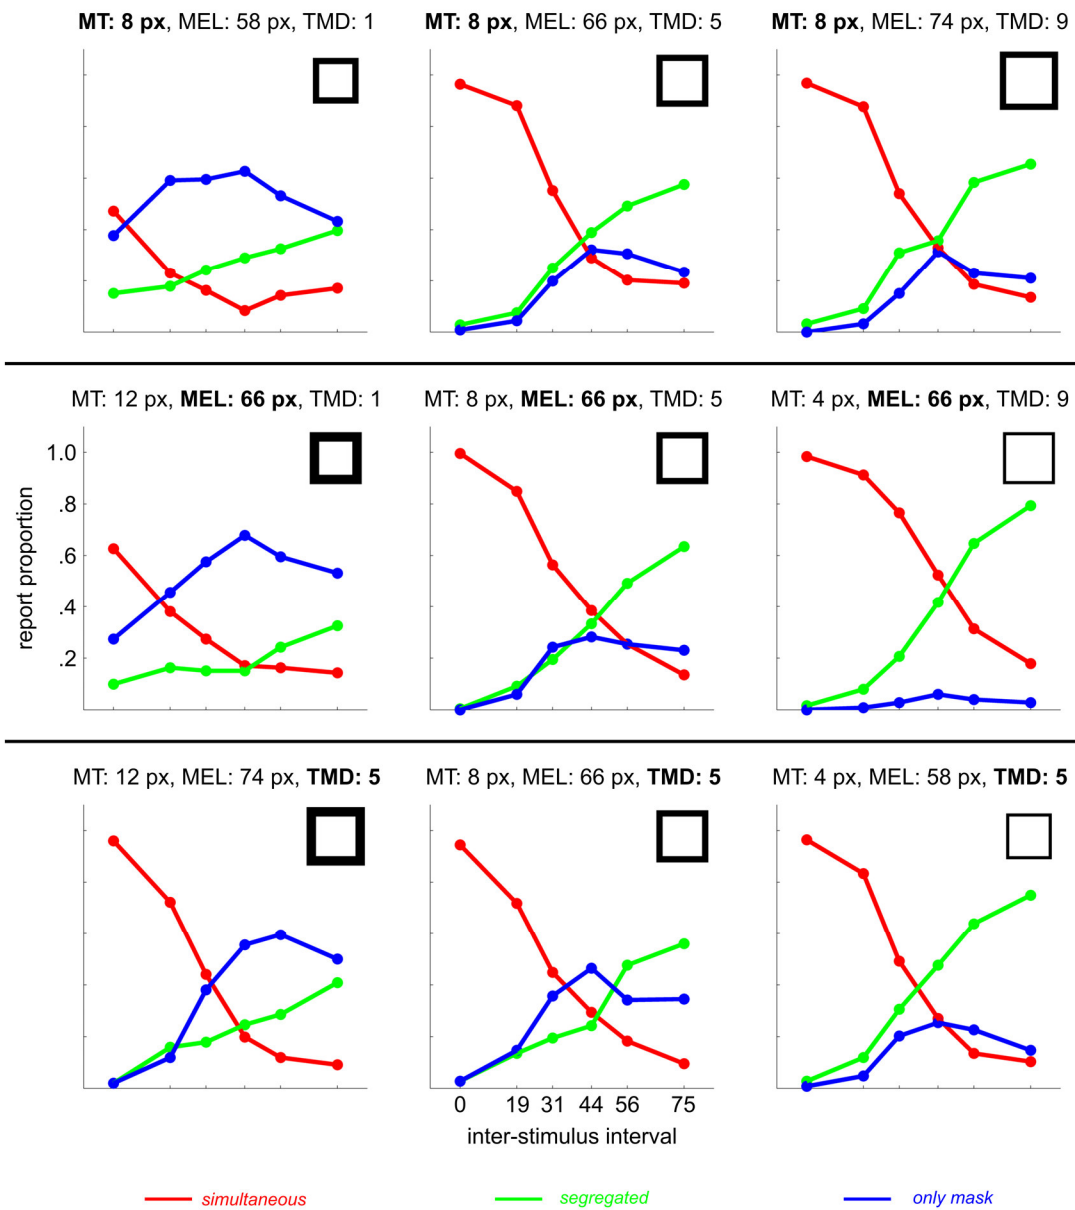 MT: 8 px, MEL: 58 px, TMD: 1
MT: 8 px, MEL: 66 px, TMD: 5
MT: 8 px, MEL: 74 px, TMD: 9
MT: 12 px, MEL: 66 px, TMD: 1
MT: 8 px, MEL: 66 px, TMD: 5
MT: 4 px, MEL: 66 px, TMD: 9
1.0
.8
.6
.4
.2
report proportion
MT: 12 px, MEL: 74 px, TMD: 5
MT: 8 px, MEL: 66 px, TMD: 5
MT: 4 px, MEL: 58 px, TMD: 5
0 19 31 44 56 75
inter-stimulus interval
simultaneous
segregated
only mask